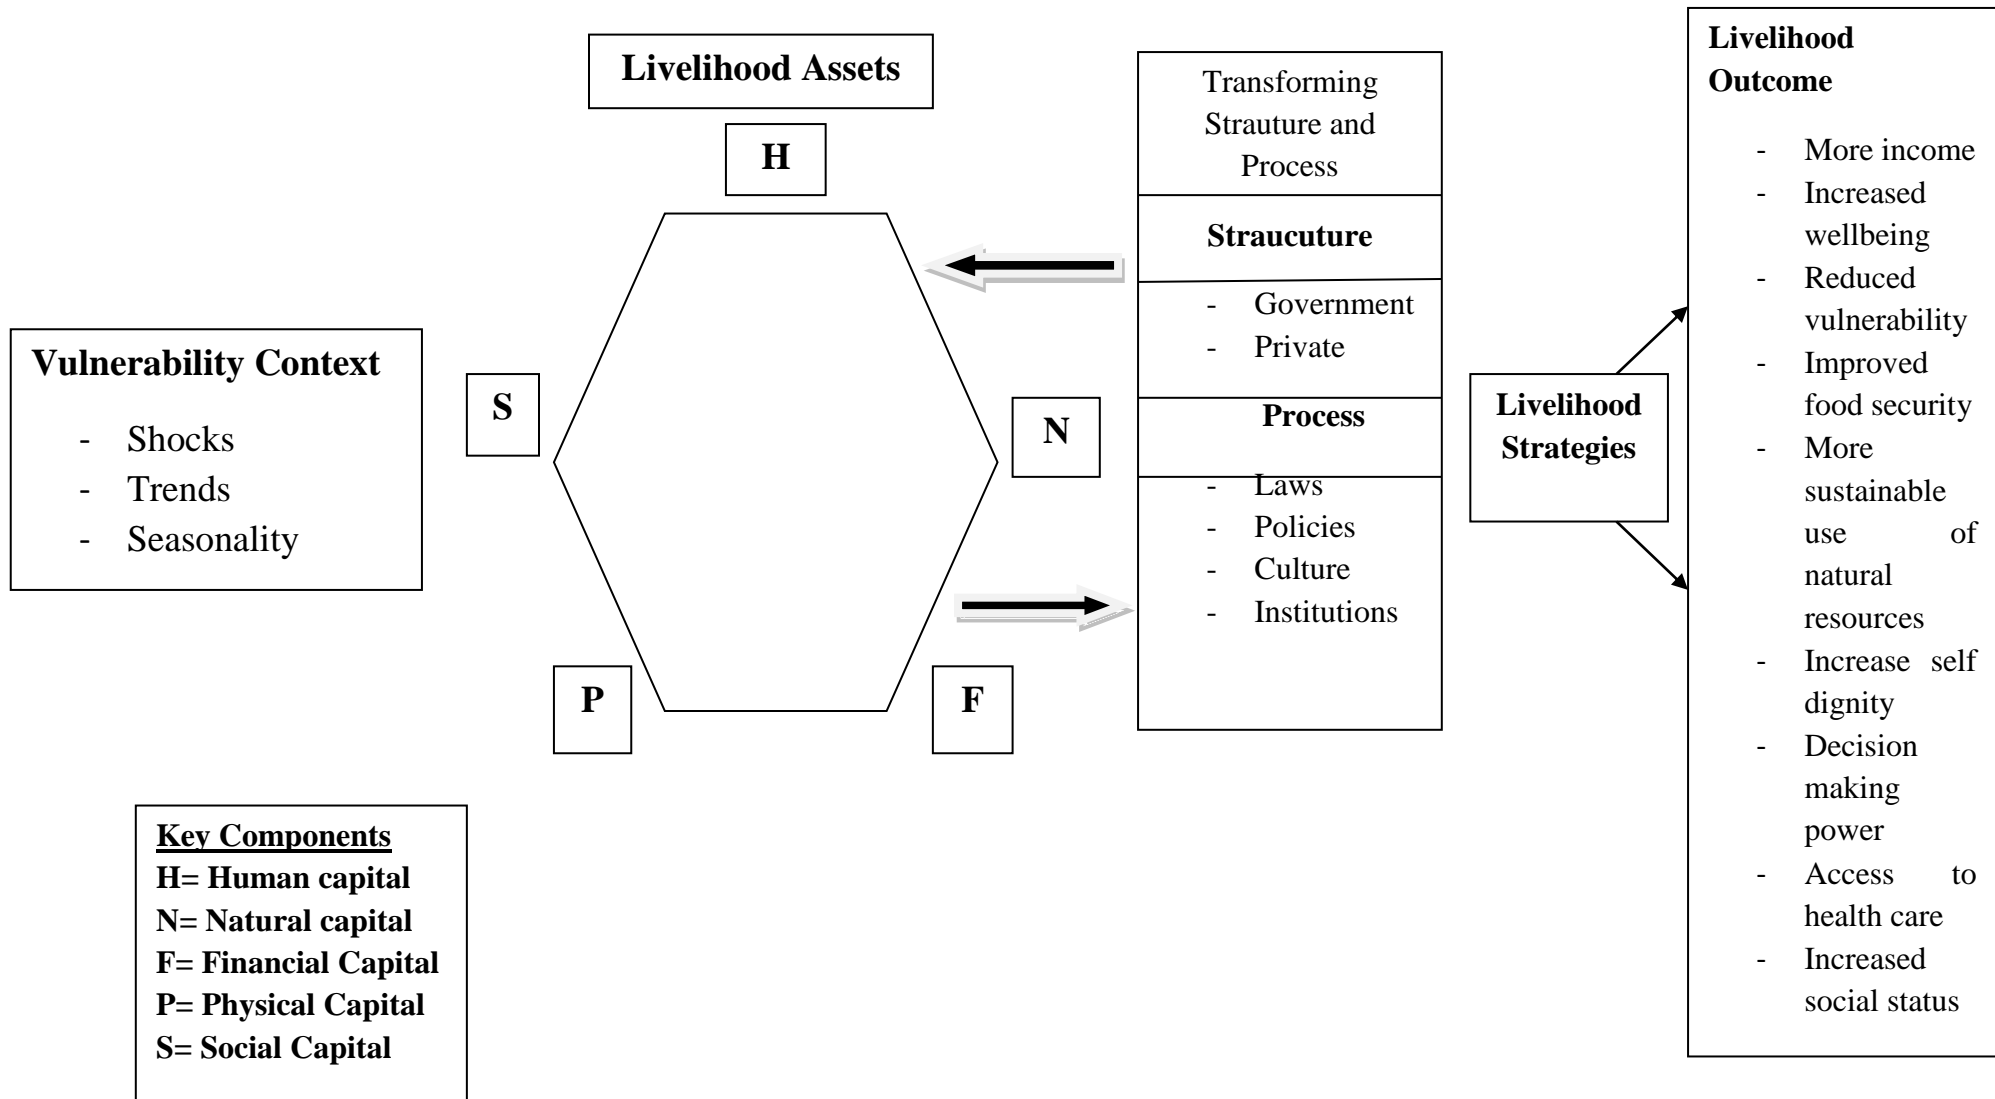 Livelihood Assets
H
S
N
P
F
Vulnerability Context
- Shocks
- Trends
- Seasonality
Key Components
H= Human capital
N= Natural capital
F= Financial Capital
P= Physical Capital
S= Social Capital
Transforming
Strauture and
Process
Straucuture
- Government
- Private
Process
- Laws
- Policies
- Culture
- Institutions
Livelihood
Strategies
Livelihood
Outcome
- More income
- Increased
wellbeing
- Reduced
vulnerability
- Improved
food security
- More
sustainable
use of
natural
resources
- Increase self
dignity
- Decision
making
power
- Access to
health care
- Increased
social status